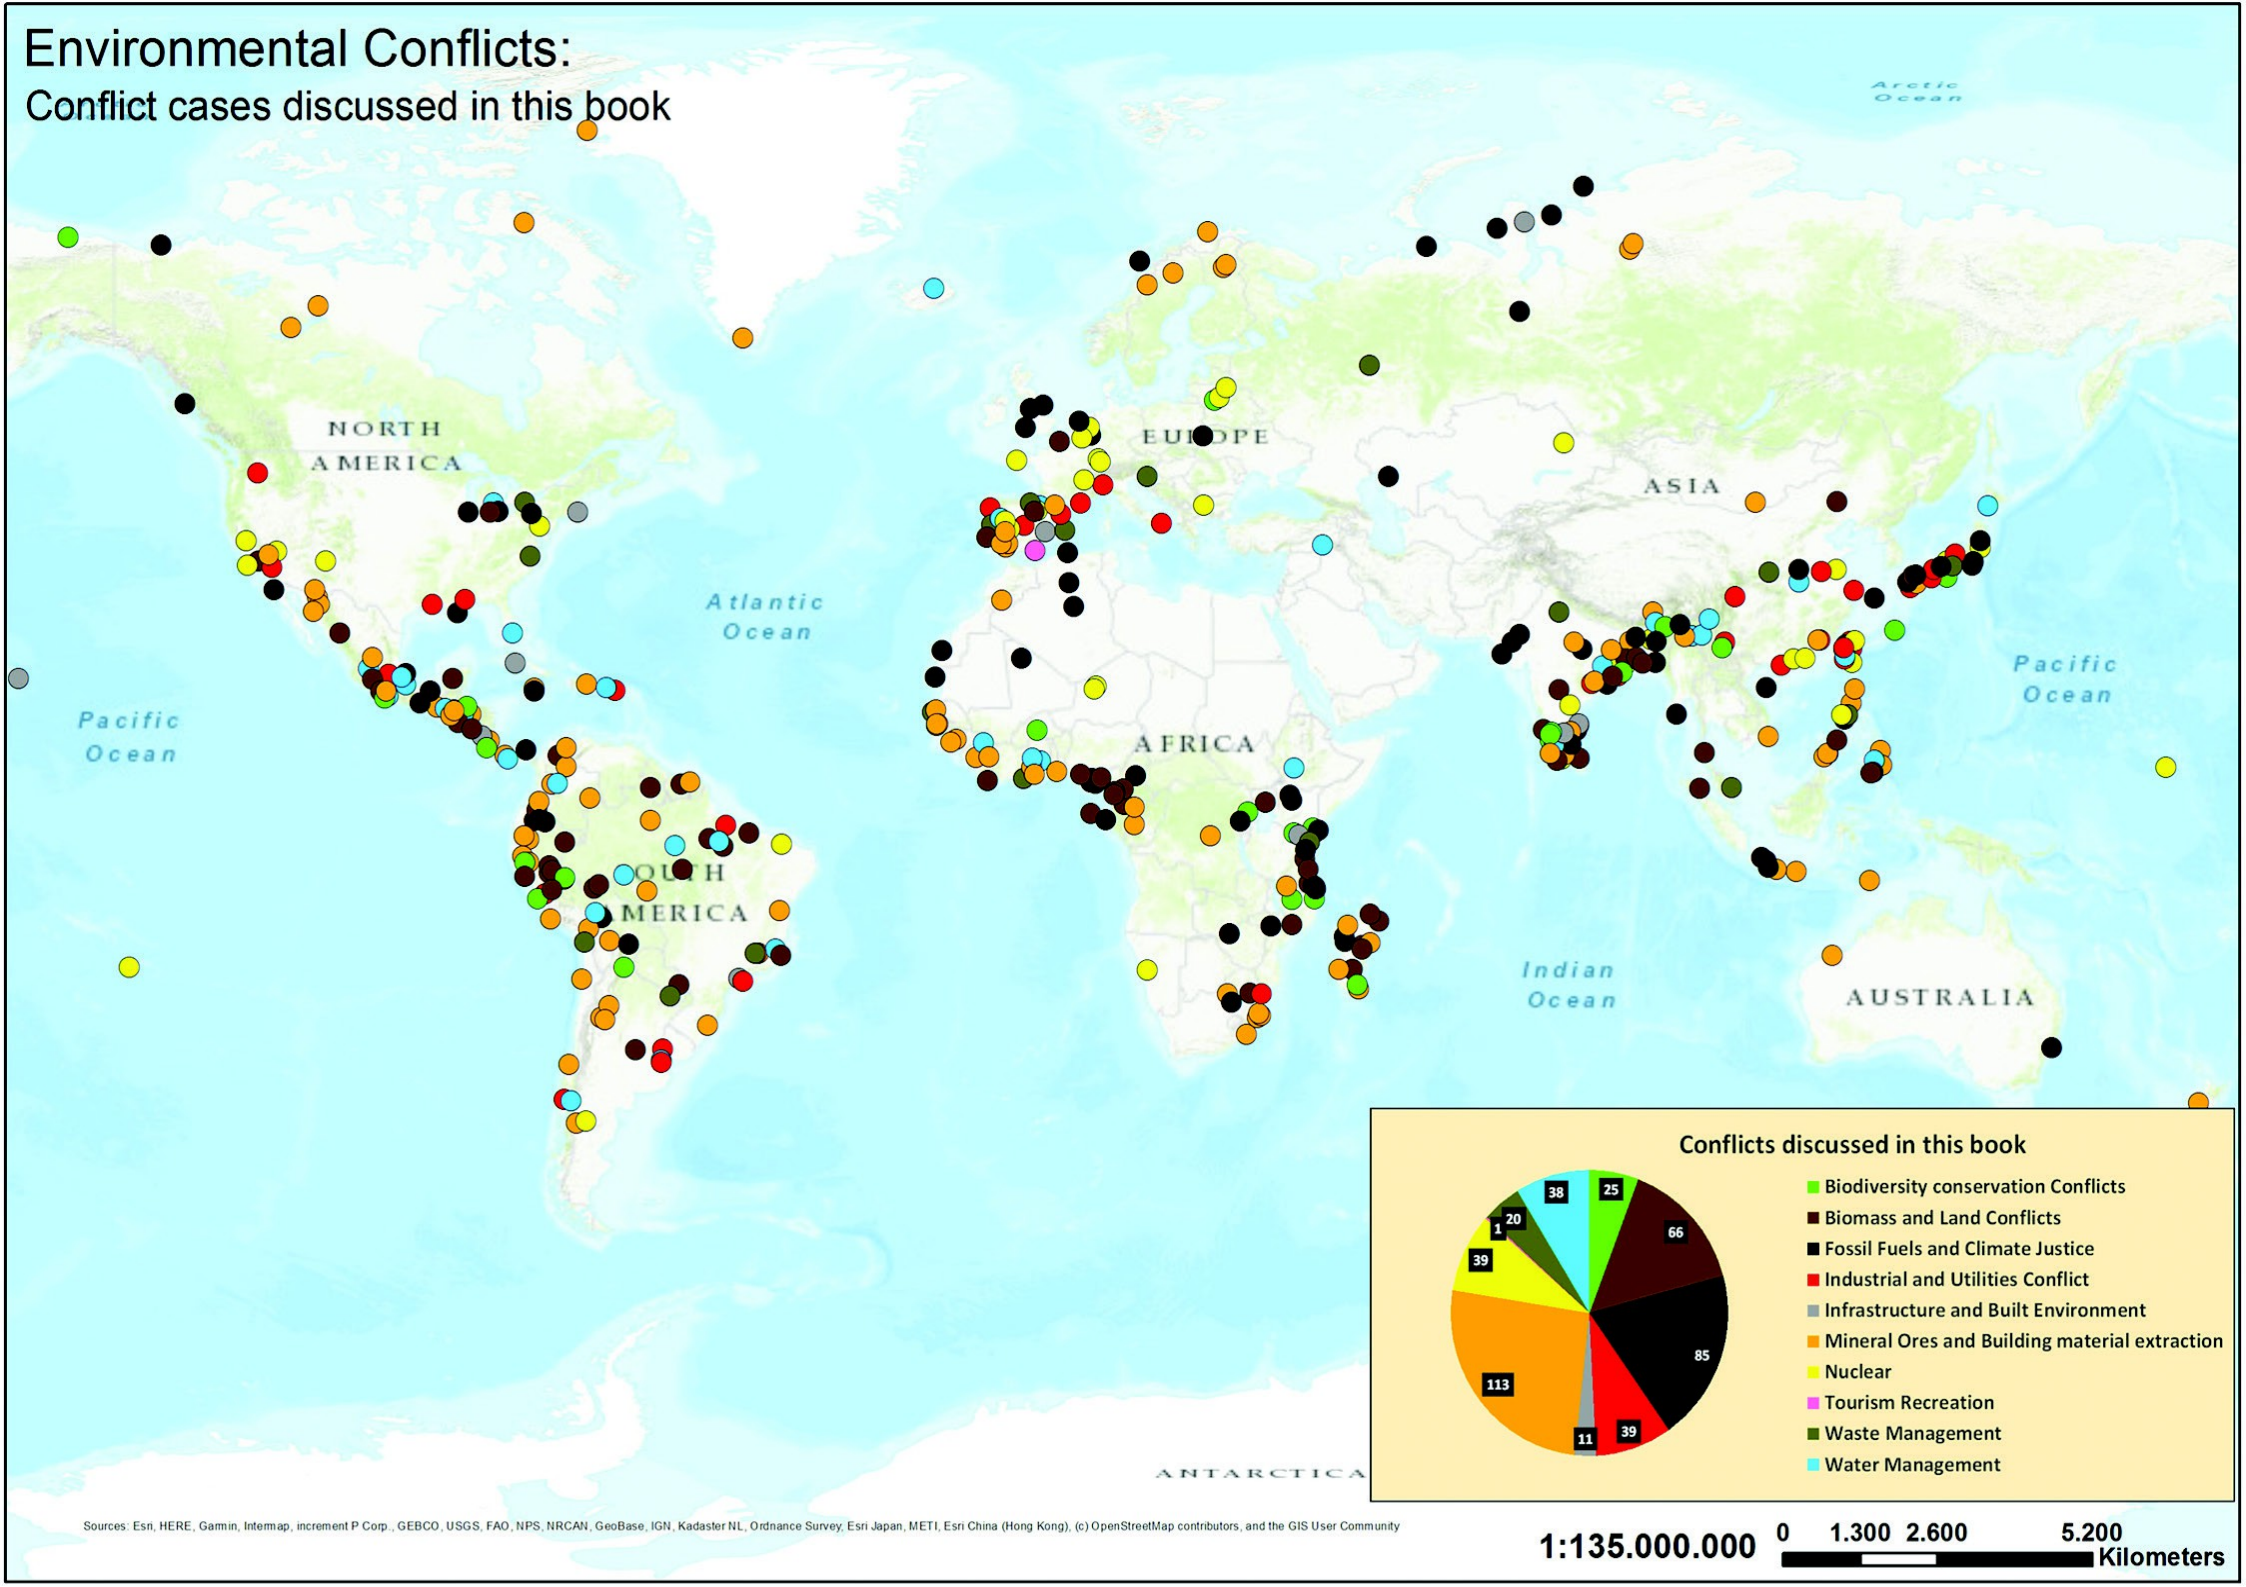 Environmental Conflicts:
Conflict cases discussed in this book
Arctic
Ocean
NORTH
AMERICA
EUROPE
ASIA
Atlantic
Ocean
Pacific
Ocean
Pacific
Ocean
AFRICA
OUTH
AMERICA
Indian
Ocean
AUSTRALIA
ANTARCTICA
Conflicts discussed in this book
38
25
20
1
66
39
85
113
39
11
Biodiversity conservation Conflicts
Biomass and Land Conflicts
Fossil Fuels and Climate Justice
Industrial and Utilities Conflict
Infrastructure and Built Environment
Mineral Ores and Building material extraction
Nuclear
Tourism Recreation
Waste Management
Water Management
Sources: Esri, HERE, Garmin, Intermap, increment P Corp., GEBCO, USGS, FAO, NPS, NRCAN, GeoBase, IGN, Kadaster NL, Ordnance Survey, Esri Japan, METI, Esri China (Hong Kong), (c) OpenStreetMap contributors, and the GIS User Community
1:135.000.000
0 1.300 2.600 5.200
Kilometers